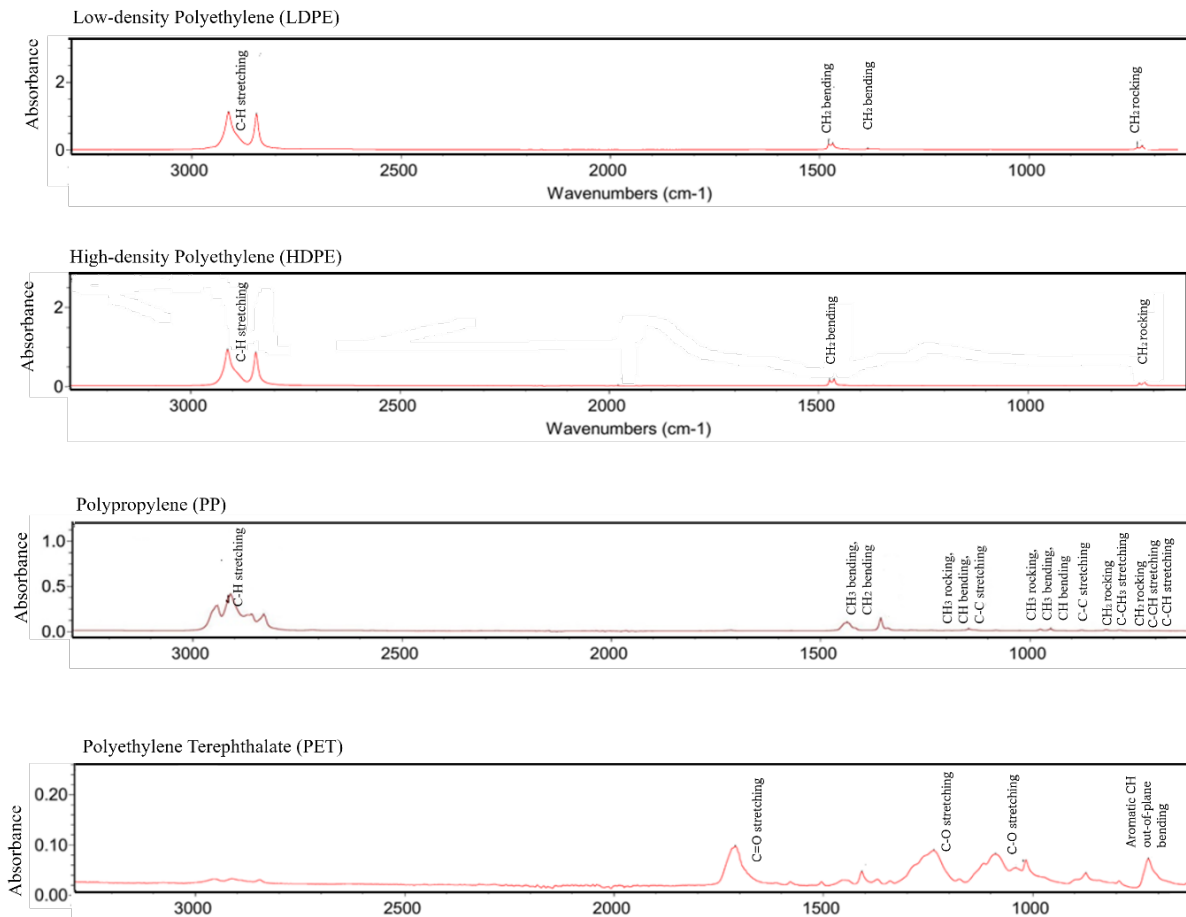 Low-density Polyethylene (LDPE)
Absorbance
2
0
C-H stretching
CH₂ bending
CH₂ bending
CH₂ rocking
3000 2500 2000 1500 1000
Wavenumbers (cm-1)
High-density Polyethylene (HDPE)
Absorbance
2
0
C-H stretching
CH₂ bending
CH₂ rocking
3000 2500 2000 1500 1000
Wavenumbers (cm-1)
Polypropylene (PP)
Absorbance
1.0
0.5
0.0
C-H stretching
CH₃ bending,
CH₂ bending
CH₃ rocking,
CH bending,
C-C stretching
CH₃ rocking,
CH₃ bending,
CH bending
C-C stretching
CH₂ rocking
C-CH₃ stretching
CH₂ rocking
C-CH stretching
C-CH stretching
3000 2500 2000 1500 1000
Polyethylene Terephthalate (PET)
Absorbance
0.20
0.10
0.00
C=O stretching
C-O stretching
C-O stretching
Aromatic CH
out-of-plane
bending
3000 2500 2000 1500 1000